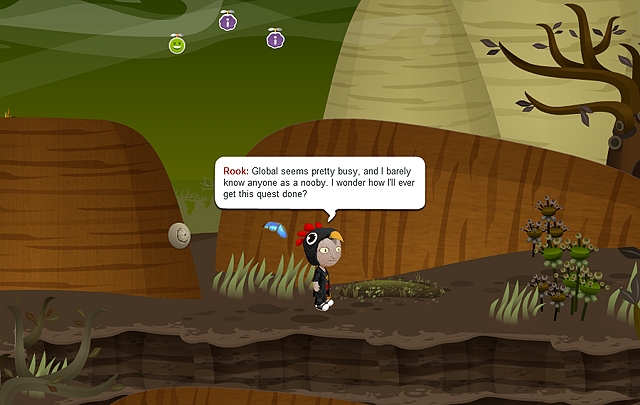 Rook: Global seems pretty busy, and I barely
know anyone as a nooby. I wonder how I'll ever
get this quest done?